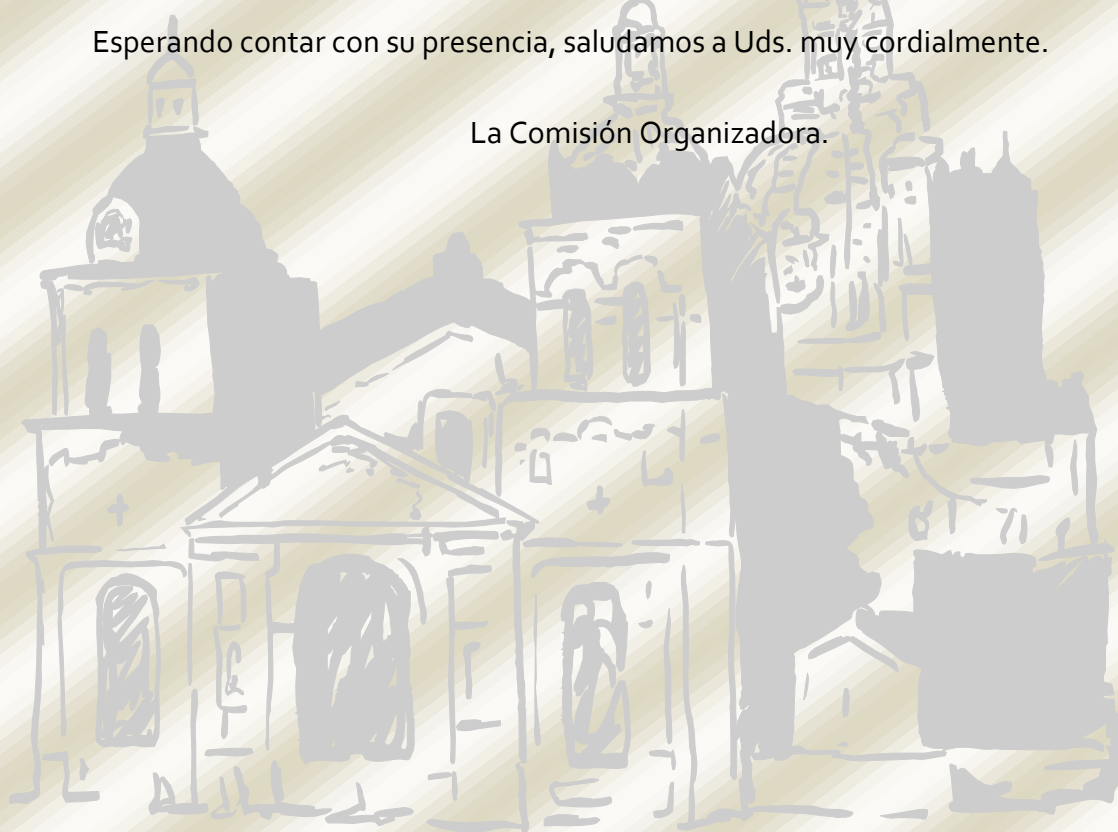 Esperando contar con su presencia, saludamos a Uds. muy cordialmente.
La Comisión Organizadora.